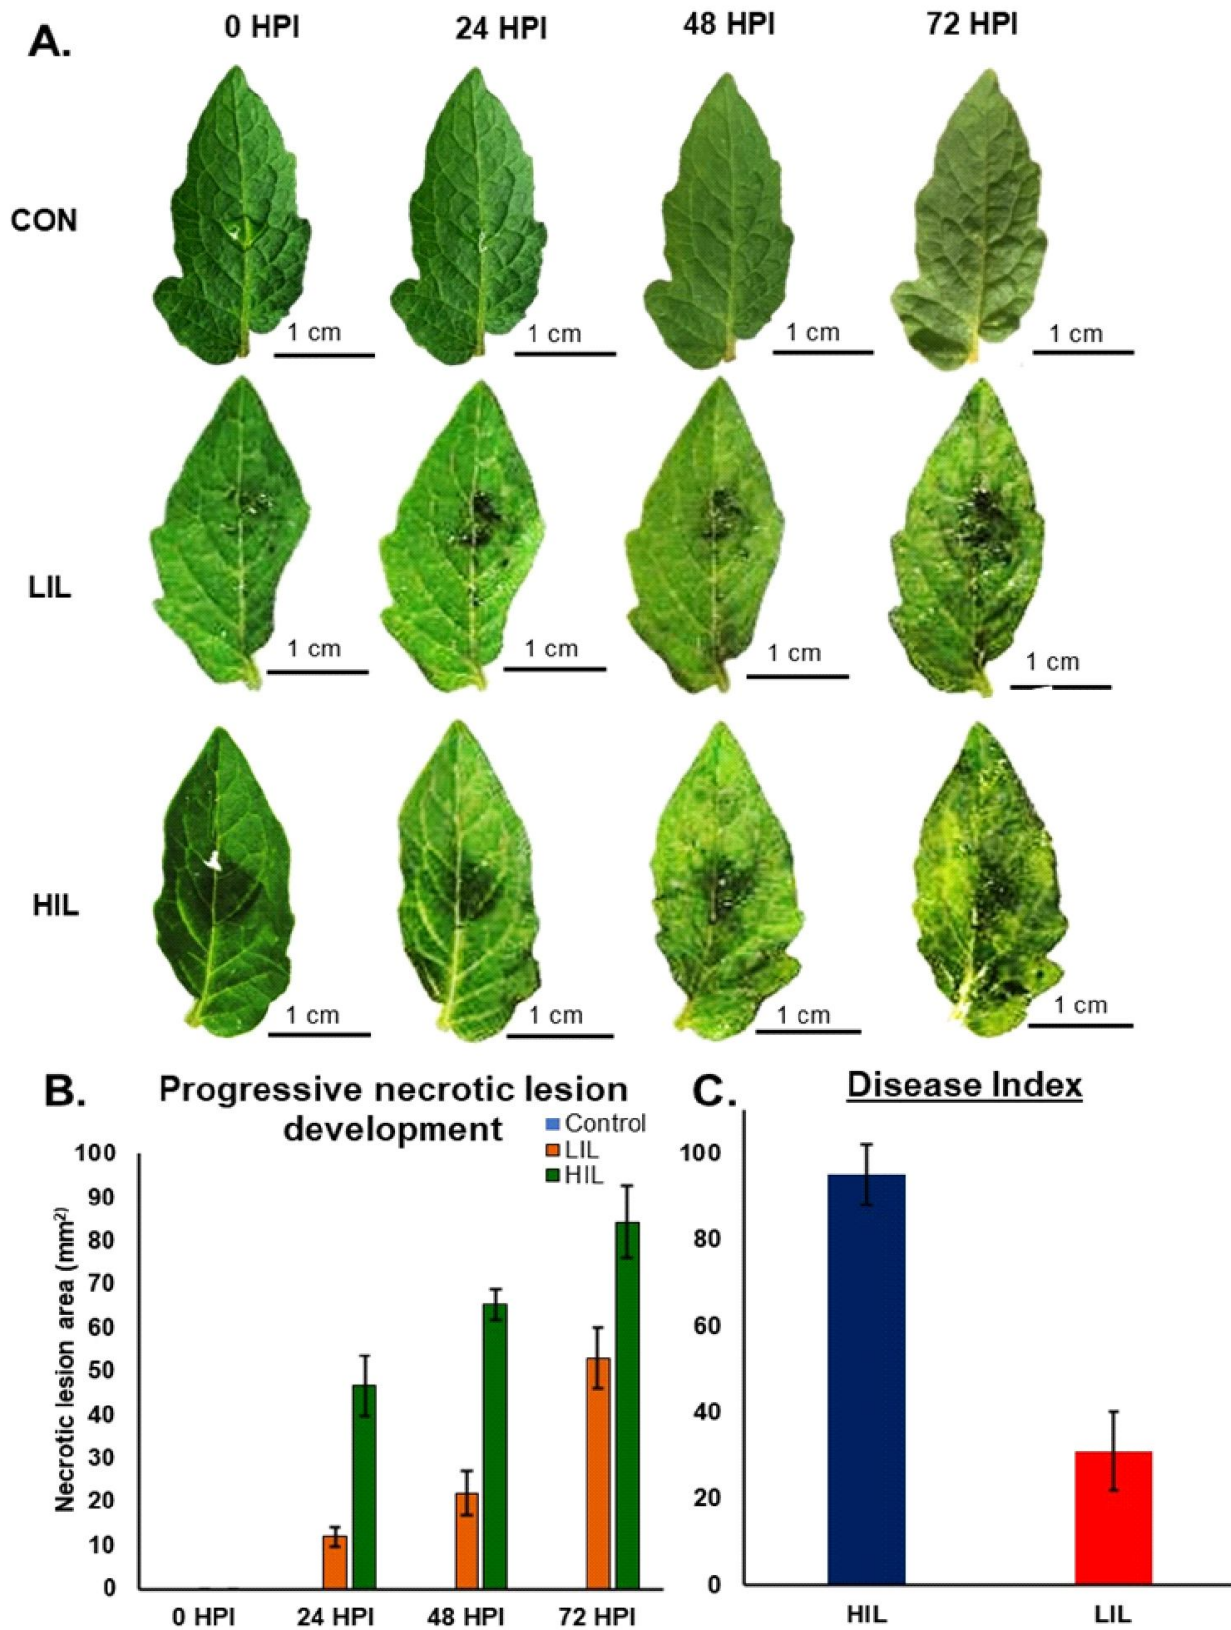 A.
0 HPI 24 HPI 48 HPI 72 HPI
CON
1 cm 1 cm 1 cm 1 cm
LIL
1 cm 1 cm 1 cm 1 cm
HIL
1 cm 1 cm 1 cm 1 cm
B.
Progressive necrotic lesion
development
Control
LIL
HIL
Necrotic lesion area (mm²)
100
90
80
70
60
50
40
30
20
10
0
0 HPI 24 HPI 48 HPI 72 HPI
C.
Disease Index
100
80
60
40
20
0
HIL LIL